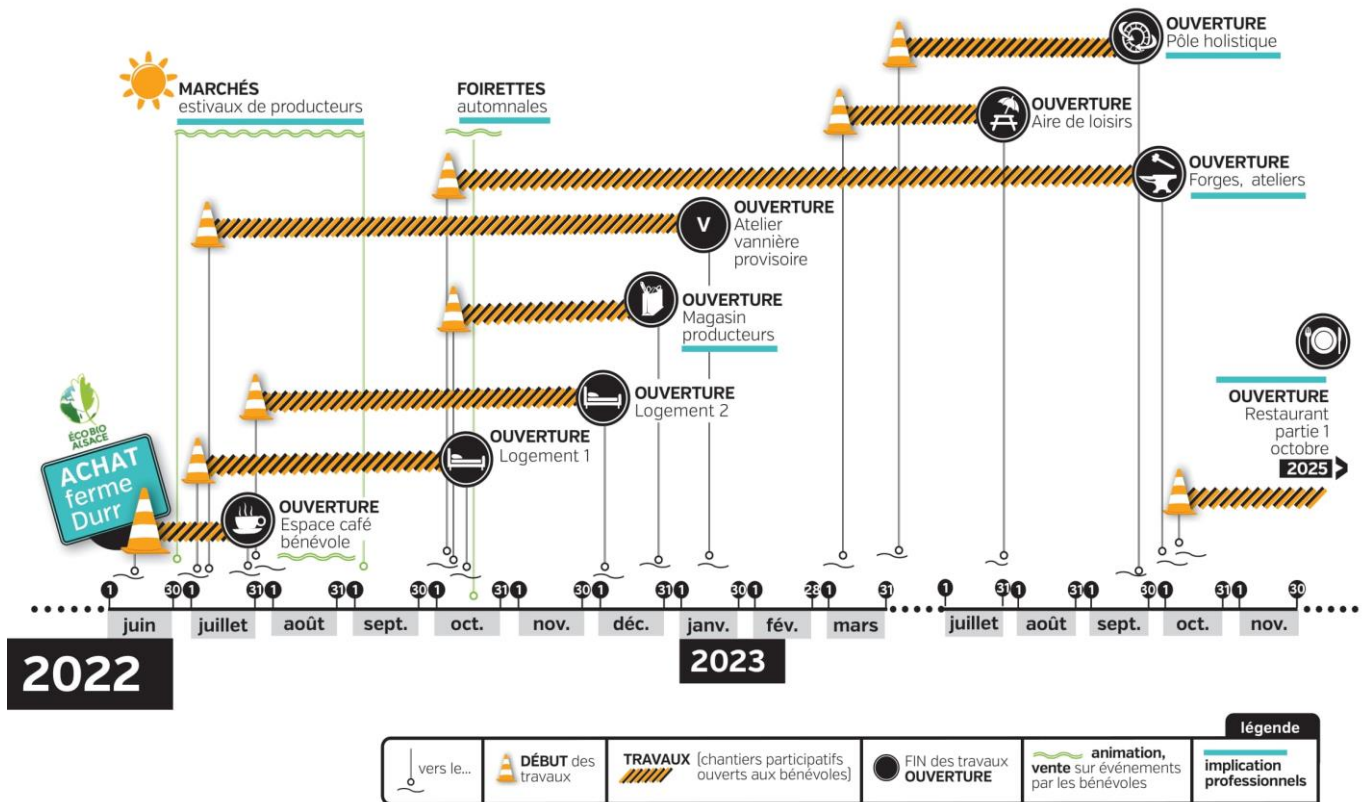 OUVERTURE
Pôle holistique
MARCHÉS
estivaux de producteurs
FOIRETTES
automnales
OUVERTURE
Aire de loisirs
OUVERTURE
Forges, ateliers
V
OUVERTURE
Atelier
vannière
provisoire
OUVERTURE
Magasin
producteurs
OUVERTURE
Logement 2
OUVERTURE
Logement 1
ÉCOBIO
ALSACE
ACHAT
ferme
Durr
OUVERTURE
Espace café
bénévole
OUVERTURE
Restaurant
partie 1
octobre
2025
1 30 1 31 1 31 1 30 1 31 1 30 1 31 1 30 1 28 1 31 1 31 1 31 1 30 1 31 1 30
juin juillet août sept. oct. nov. déc. janv. fév. mars juillet août sept. oct. nov.
2022
2023
légende
vers le...
DÉBUT des
travaux
TRAVAUX (chantiers participatifs
ouverts aux bénévoles)
FIN des travaux
OUVERTURE
animation,
vente sur événements
par les bénévoles
implication
professionnels